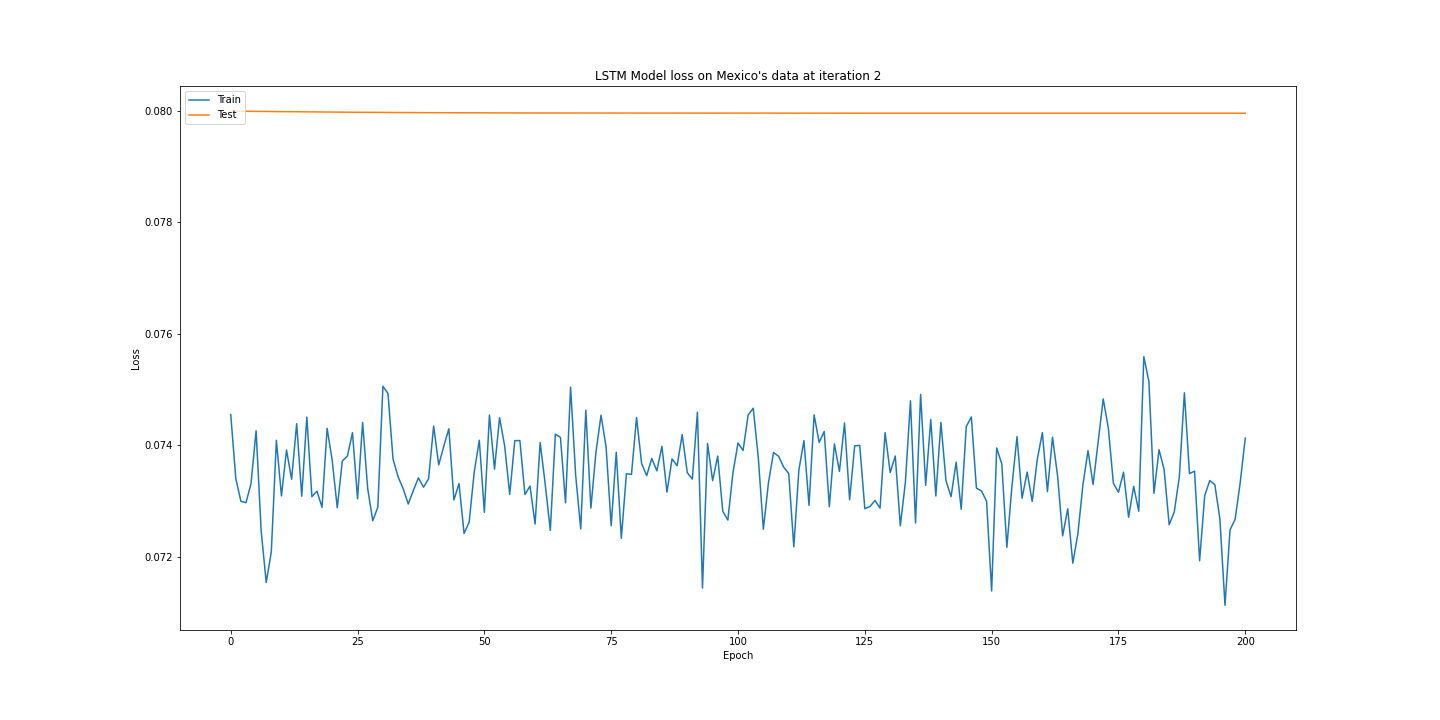 LSTM Model loss on Mexico's data at iteration 2
Train
Test
0.080
0.078
0.076
0.074
0.072
Loss
0 25 50 75 100 125 150 175 200
Epoch